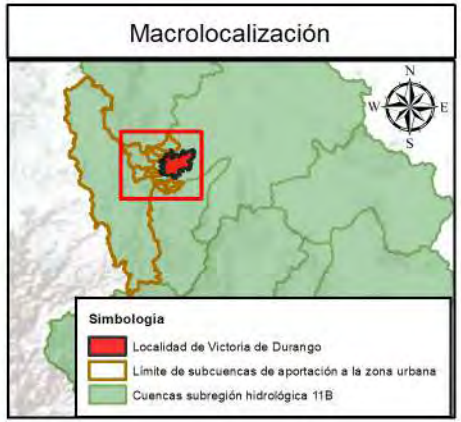 Macrolocalización
N
W
E
S
Simbología
Localidad de Victoria de Durango
Límite de subcuencas de aportación a la zona urbana
Cuencas subregión hidrológica 11B